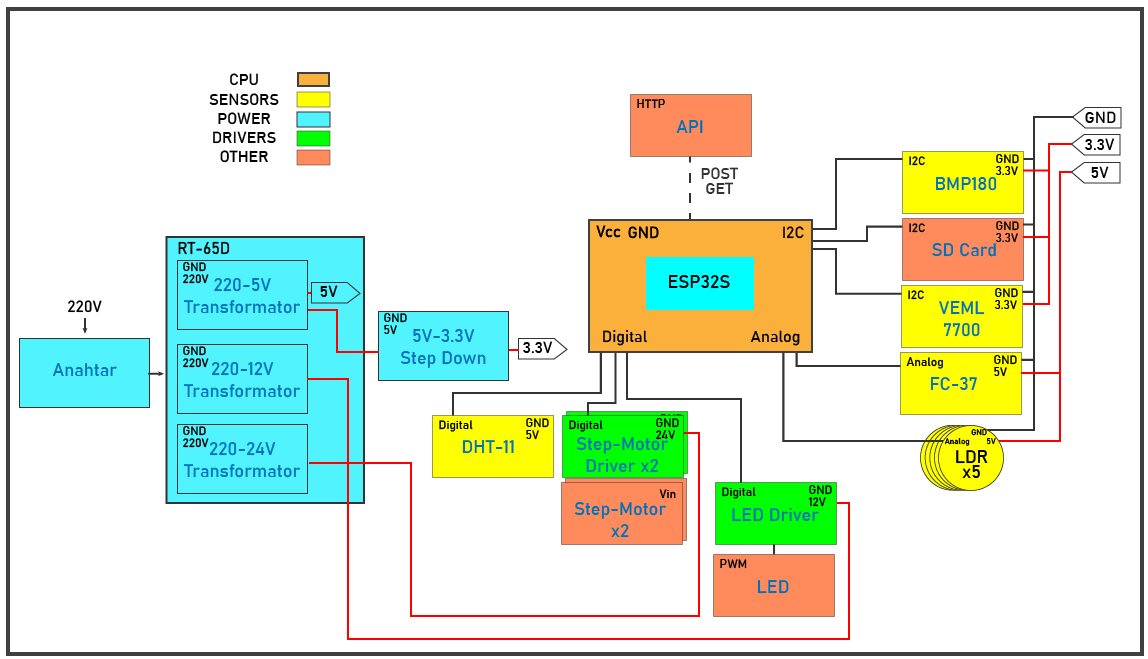 CPU
SENSORS
POWER
DRIVERS
OTHER
HTTP
API
POST
GET
GND
3.3V
5V
I2C
GND
3.3V
BMP180
I2C
GND
3.3V
SD Card
I2C
GND
3.3V
VEML
7700
Analog
GND
5V
FC-37
GND
Analog
5V
LDR
x5
Vcc GND
I2C
ESP32S
Digital
Analog
RT-65D
GND
220V
220-5V
Transformator
5V
220V
Anahtar
GND
220V
220-12V
Transformator
GND
220V
220-24V
Transformator
GND
5V
5V-3.3V
Step Down
3.3V
Digital
GND
5V
DHT-11
Digital
GND
24V
Step-Motor
Driver x2
Vin
Step-Motor
x2
Digital
GND
12V
LED Driver
PWM
LED